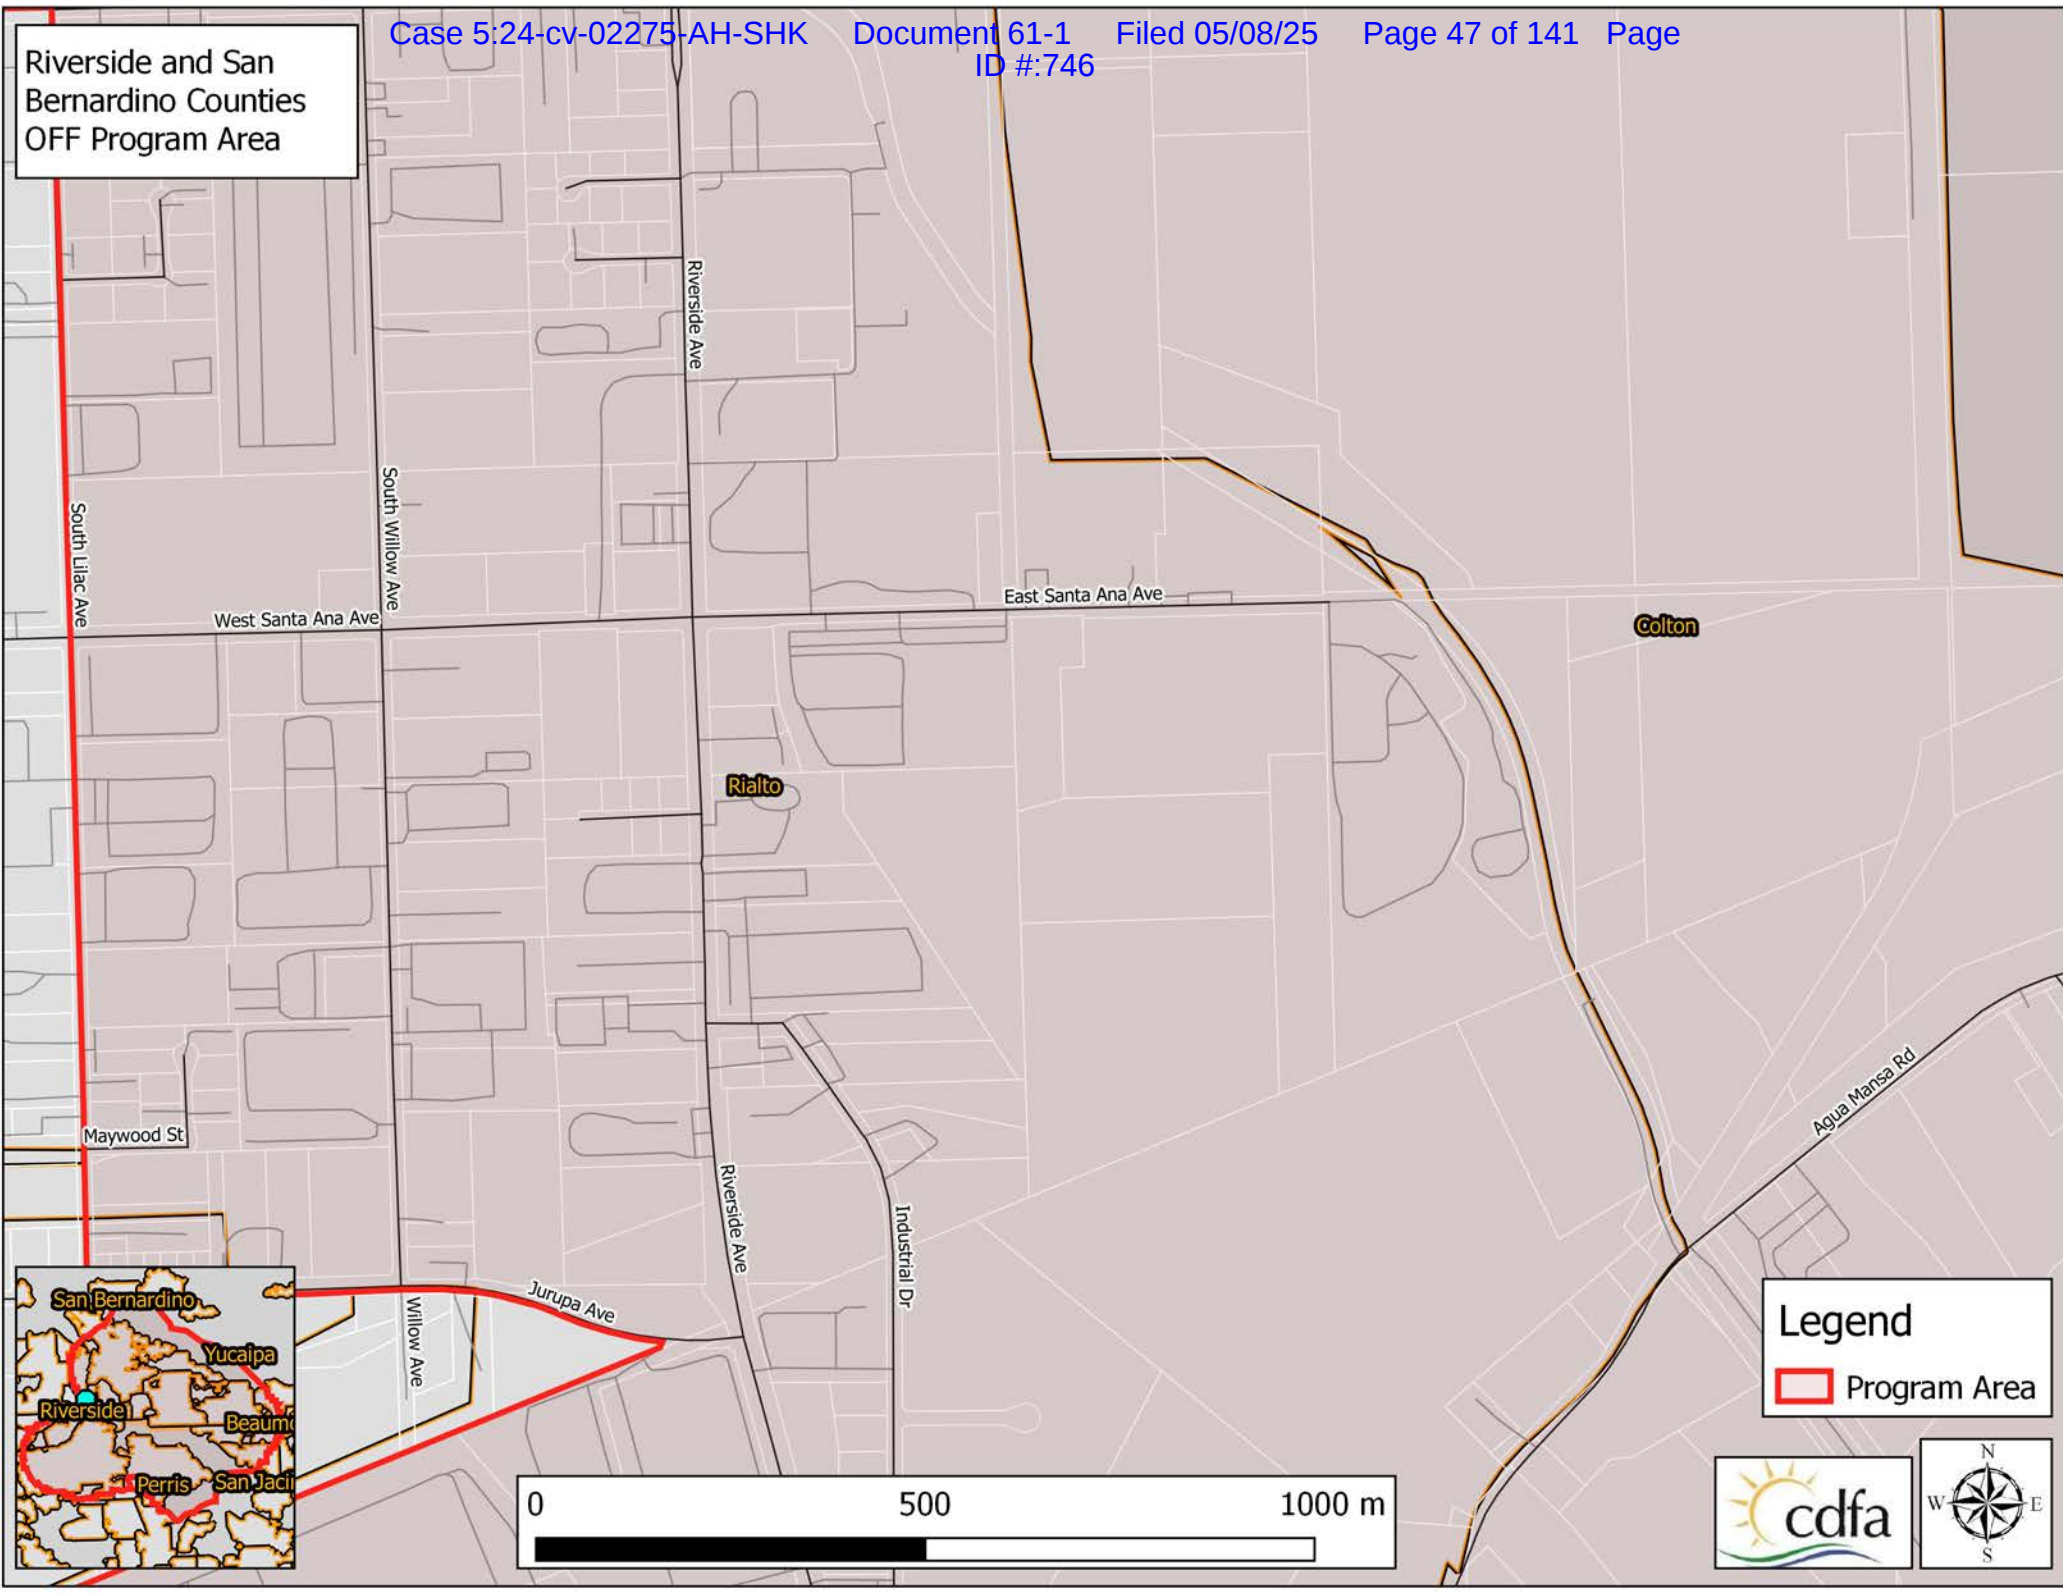 Case 5:24-cv-02275-AH-SHK Document 61-1 Filed 05/08/25 Page 47 of 141 Page
ID #:746
Riverside and San
Bernardino Counties
OFF Program Area
Riverside Ave
South Willow Ave
South Lilac Ave
West Santa Ana Ave
East Santa Ana Ave
Colton
Rialto
Agua Mansa Rd
Maywood St
Riverside Ave
Industrial Dr
Jurupa Ave
Willow Ave
San Bernardino
Yucaipa
Riverside
Beaumo
Perris
San Jacin
Legend
Program Area
0 500 1000 m
cdfa
N
W E
S